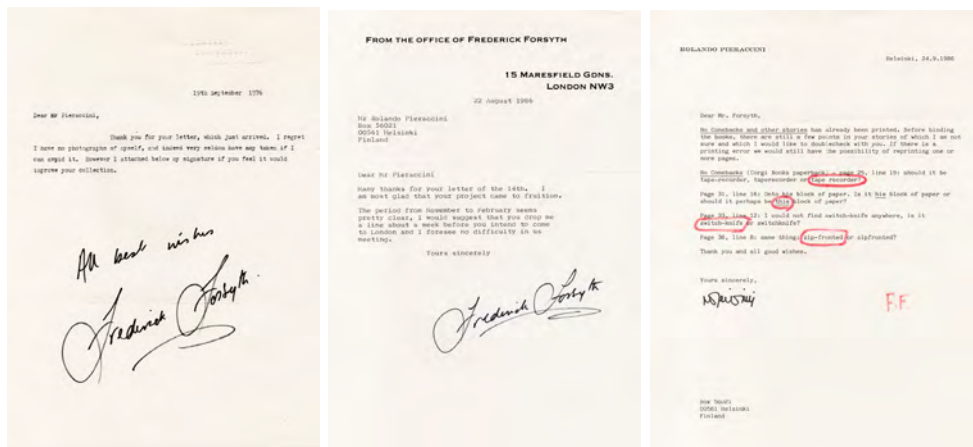 19th September 1976
Dear Mr Pieraccini,
Thank you for your letter, which just arrived. I regret
I have no photographs of myself, and indeed very seldom have any taken if I
can avoid it. However I attached below my signature if you feel it would
improve your collection.
All best wishes
Frederick Forsyth
FROM THE OFFICE OF FREDERICK FORSYTH
15 MARESFIELD GDNS.
LONDON NW3
22 August 1986
Mr Rolando Pieraccini
Box 56021
00561 Helsinki
Finland
Dear Mr Pieraccini
Many thanks for your letter of the 16th. I
am most glad that your project came to fruition.
The period from November to February seems
pretty clear, I would suggest that you drop me
a line about a week before you intend to come
to London and I foresee no difficulty in us
meeting.
Yours sincerely
Frederick Forsyth
ROLANDO PIERACCINI
Helsinki, 24.9.1986
Dear Mr. Forsyth,
No Comebacks and other stories has already been printed. Before binding
the books, there are still a few points in your stories of which I am not
sure and which I would like to doublecheck with you. If there is a
printing error we would still have the possibility of reprinting one or
more pages.
No Comebacks (Corgi Books paperback) - page 25, line 15: should it be
tape-recorder, taperecorder or tape recorder?
Page 31, line 16: Onto his block of paper. Is it his block of paper or
should it perhaps be this block of paper?
Page 33, line 12: I could not find switch-knife anywhere, is it
switch-knife or switchknife?
Page 38, line 8: same thing: zip-fronted or zipfronted?
Thank you and all good wishes.
Yours sincerely,
F.F.
Box 56021
00561 Helsinki
Finland